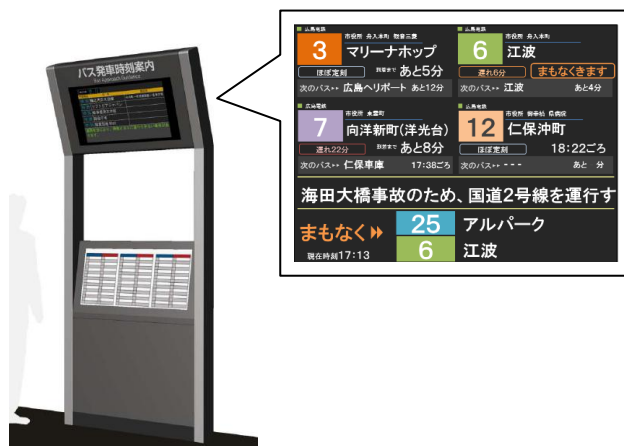 バス発車時刻案内
広島電鉄
市役所 舟入本町 観音三菱
3 マリーナホップ
ほぼ定刻 到着まで あと5分
次のバス▸▸ 広島ヘリポート あと12分
広島電鉄
市役所 舟入本町
6 江波
遅れ6分 まもなくきます
次のバス▸▸ 江波 あと4分
広島電鉄
市役所 東雲町
7 向洋新町(洋光台)
遅れ22分 到着まで あと8分
次のバス▸▸ 仁保車庫 17:38ごろ
広島電鉄
市役所 御幸橋 県病院
12 仁保沖町
ほぼ定刻 18:22ごろ
次のバス▸▸ --- あと 分
海田大橋事故のため、国道2号線を運行す
まもなく▸▸
25 アルパーク
6 江波
現在時刻17:13